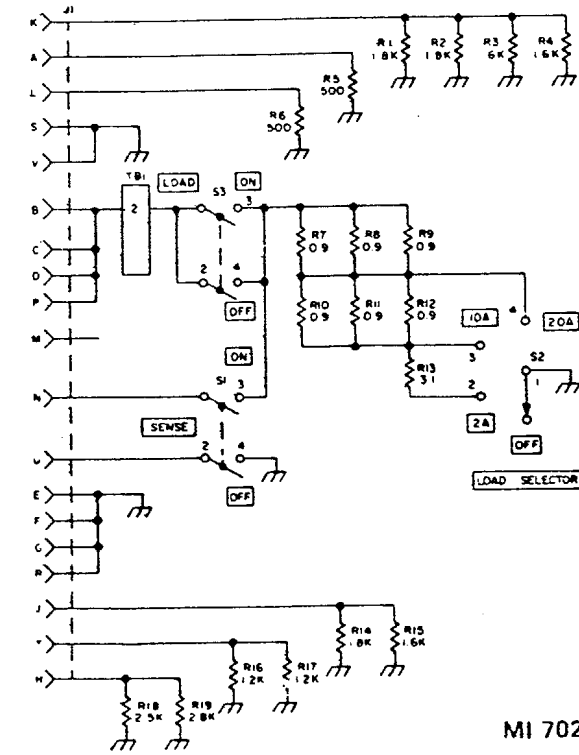 J1
K
R1 1.8K
R2 1.8K
R3 6K
R4 1.6K
A
R5 500
L
R6 500
S
V
TB1
LOAD
S3
ON
B
2
3
R7 0.9
R8 0.9
R9 0.9
C
D
P
2
4
OFF
R10 0.9
R11 0.9
R12 0.9
10A
4
20A
M
ON
3
S2
R13 3.1
N
S1
3
2
1
SENSE
2A
OFF
U
2
4
OFF
LOAD SELECTOR
E
F
G
R
J
R14 1.8K
R15 1.6K
R16 1.2K
R17 1.2K
H
R18 2.5K
R19 2.8K
MI 702